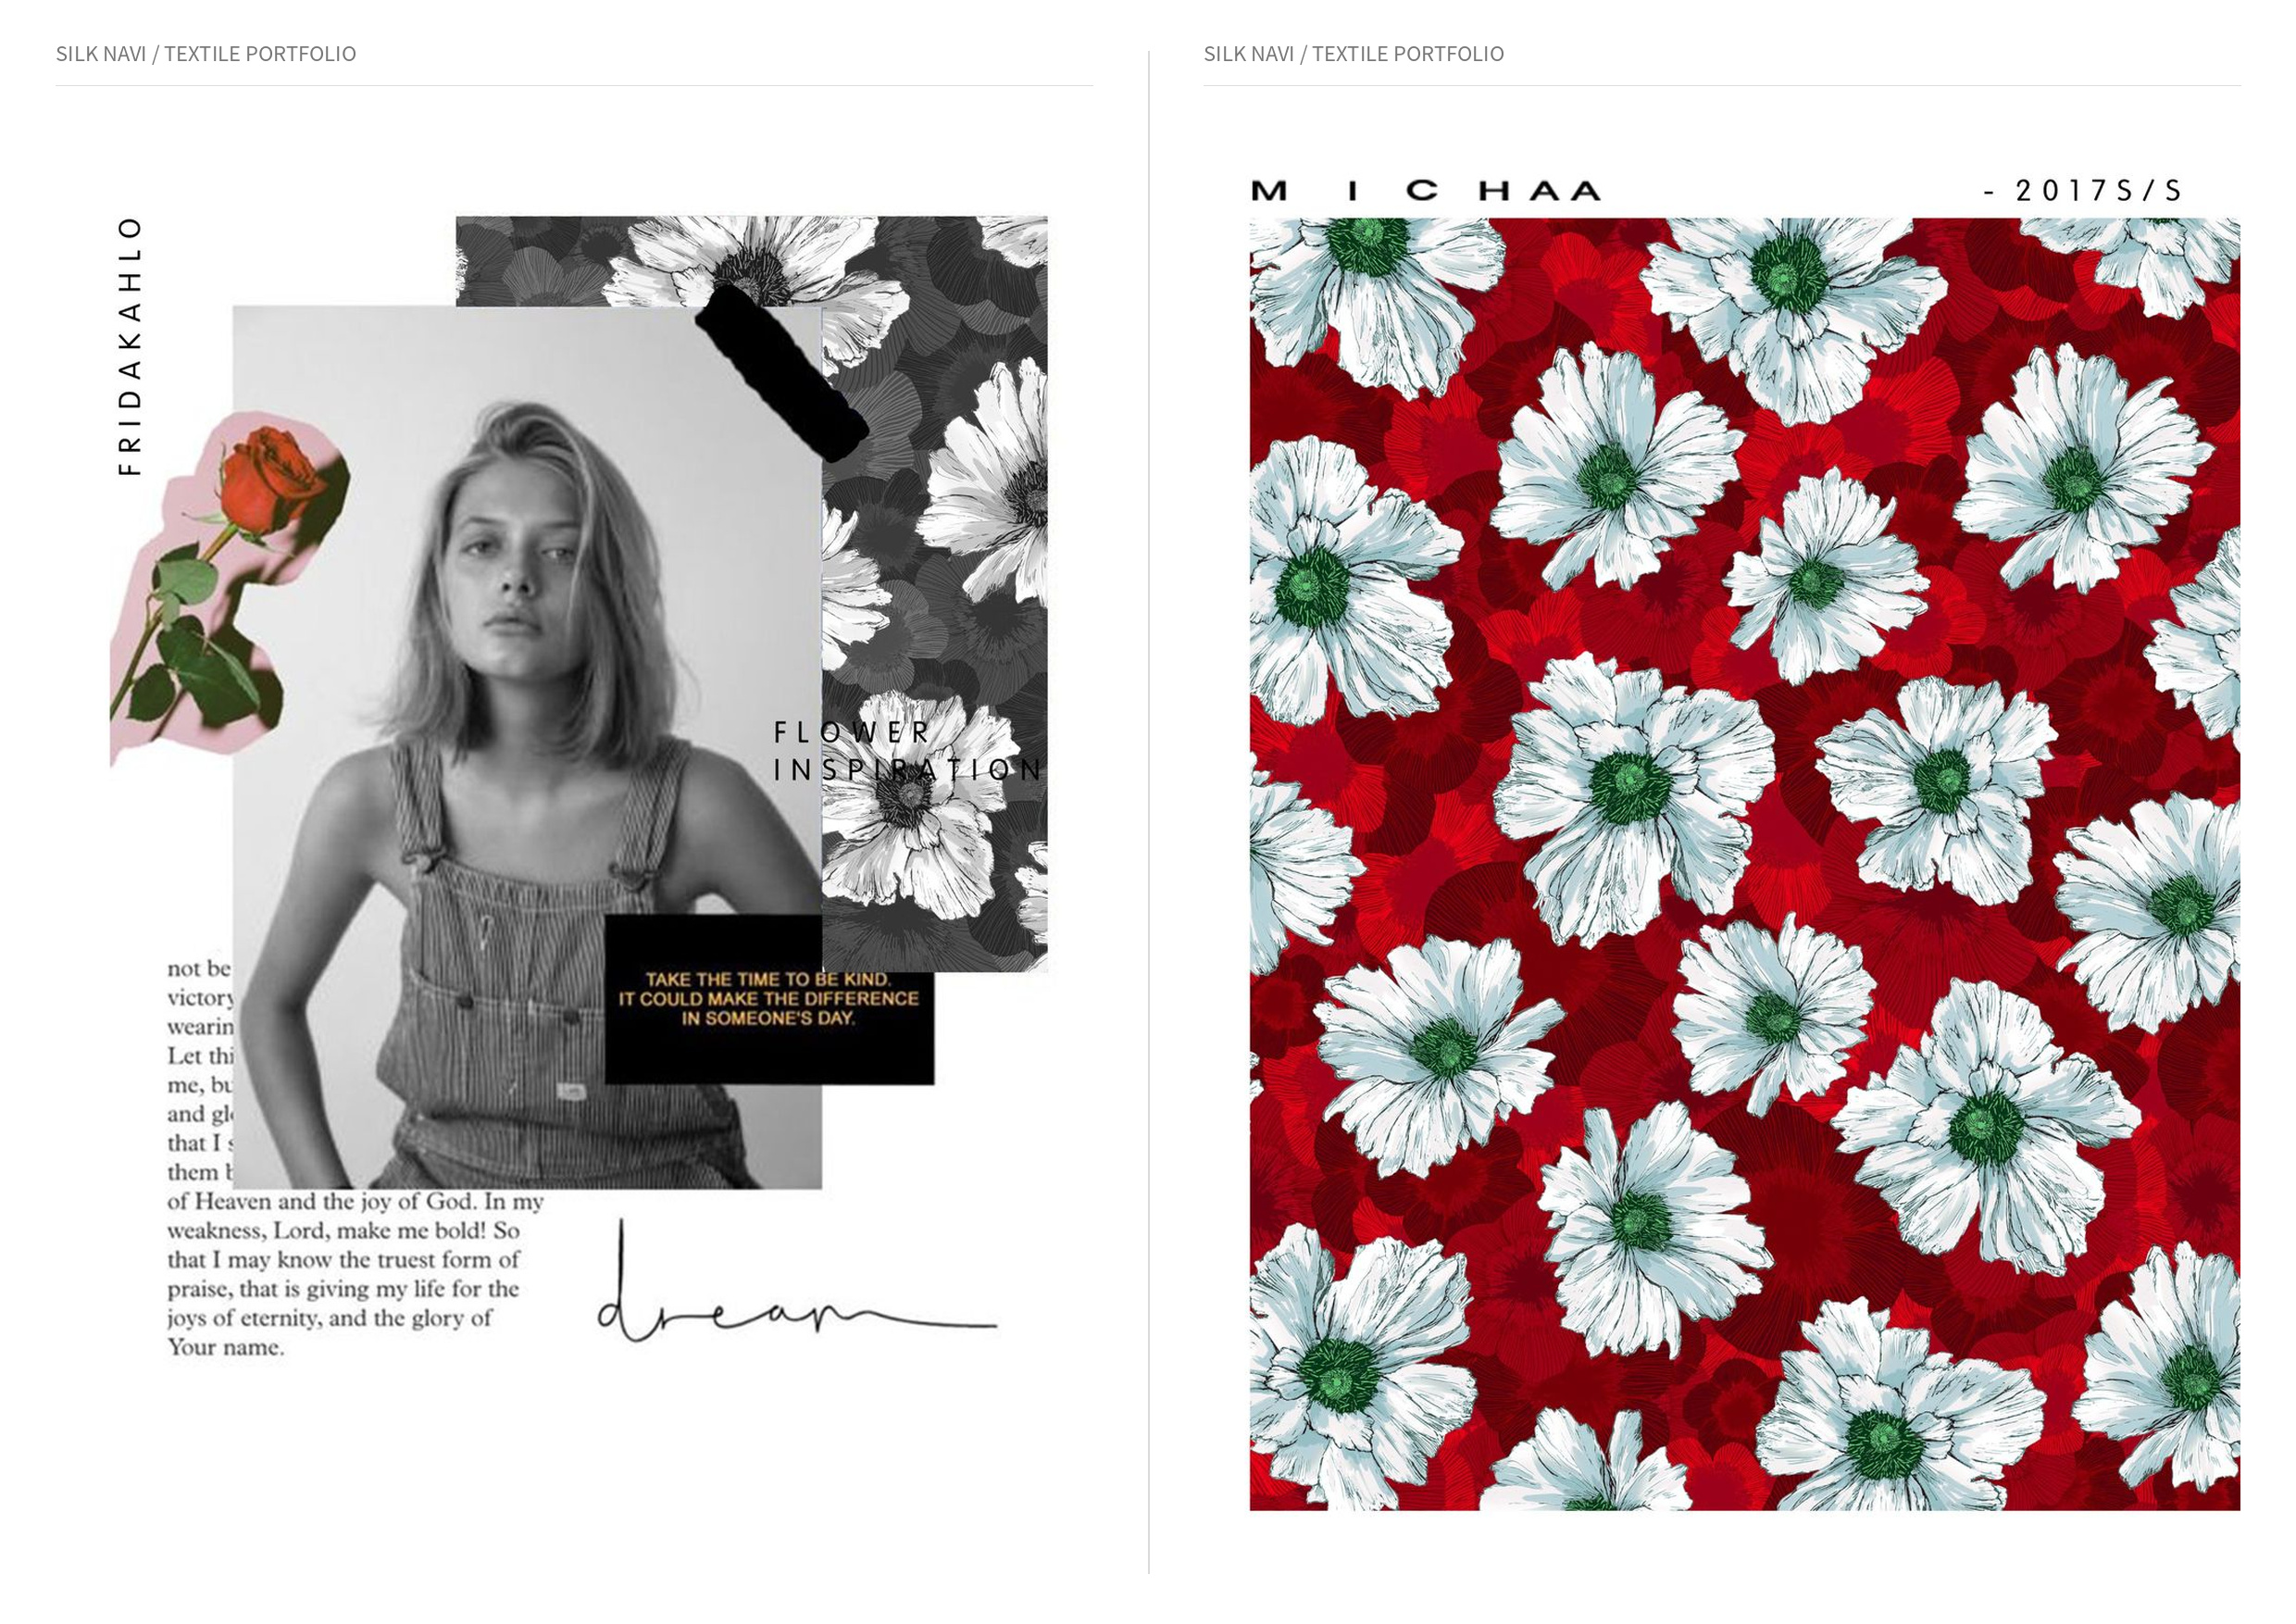 SILK NAVI / TEXTILE PORTFOLIO
FRIDAKAHLO
FLOWER
INSPIRATION
TAKE THE TIME TO BE KIND.
IT COULD MAKE THE DIFFERENCE
IN SOMEONE'S DAY.
not be
victory
wearin
Let thi
me, bu
and gl
that I s
them b
of Heaven and the joy of God. In my
weakness, Lord, make me bold! So
that I may know the truest form of
praise, that is giving my life for the
joys of eternity, and the glory of
Your name.
dream
SILK NAVI / TEXTILE PORTFOLIO
MICHAA
- 2017S/S